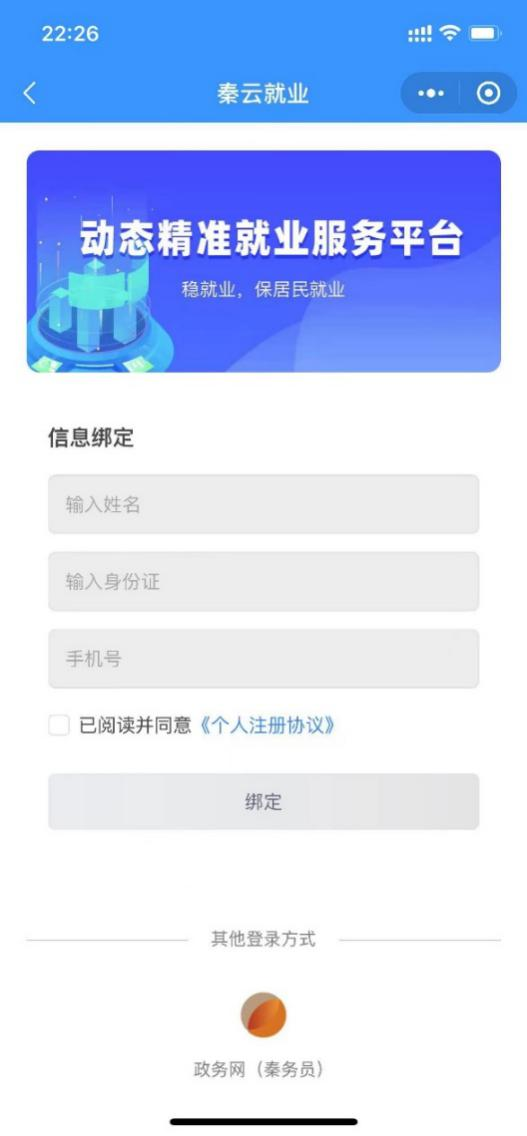 22:26
秦云就业
动态精准就业服务平台
稳就业，保居民就业
信息绑定
输入姓名
输入身份证
手机号
已阅读并同意《个人注册协议》
绑定
其他登录方式
政务网（秦务员）